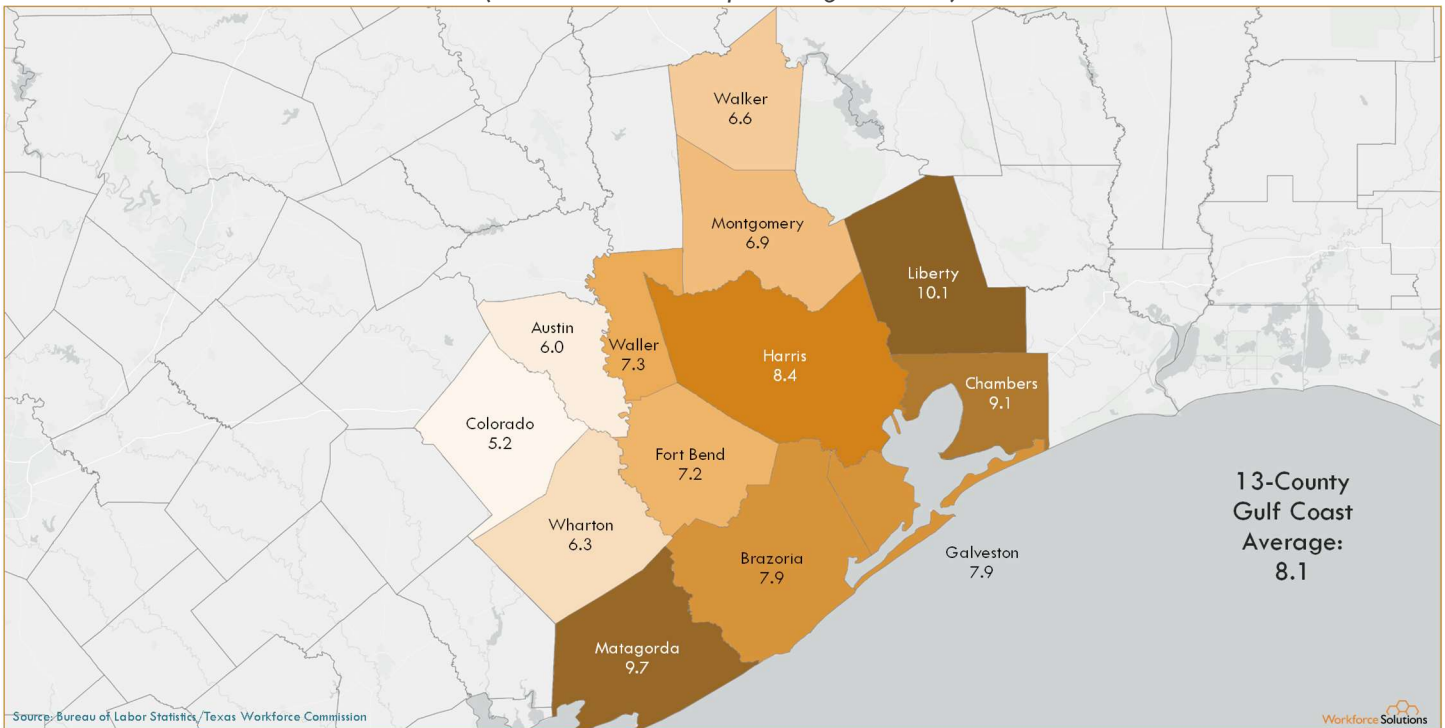 Walker
6.6
Montgomery
6.9
Liberty
10.1
Austin
6.0
Waller
7.3
Harris
8.4
Chambers
9.1
Colorado
5.2
Fort Bend
7.2
Wharton
6.3
Brazoria
7.9
Galveston
7.9
Matagorda
9.7
13-County
Gulf Coast
Average:
8.1
Source: Bureau of Labor Statistics/Texas Workforce Commission
Workforce Solutions